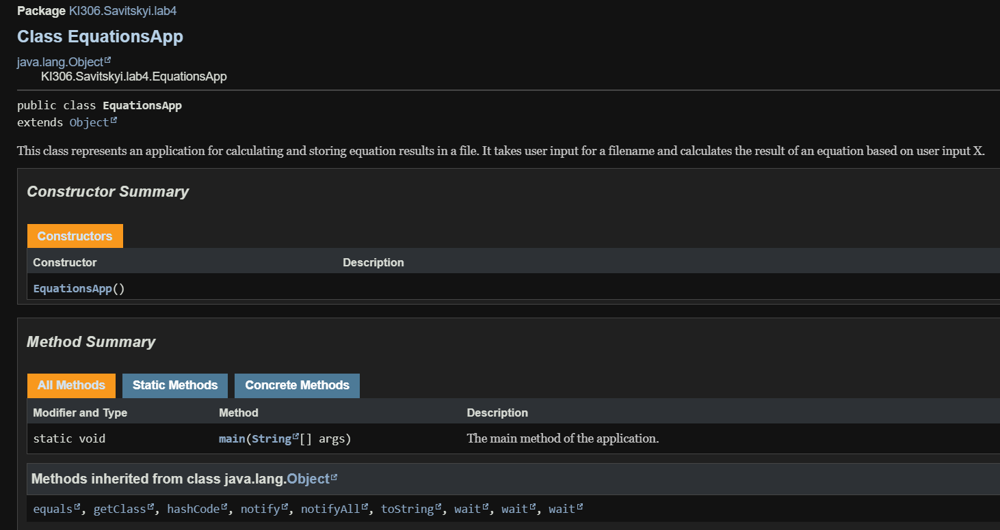 Package KI306.Savitskyi.lab4
Class EquationsApp
java.lang.Object
KI306.Savitskyi.lab4.EquationsApp
public class EquationsApp
extends Object
This class represents an application for calculating and storing equation results in a file. It takes user input for a filename and calculates the result of an equation based on user input X.
Constructor Summary
Constructors
Constructor Description
EquationsApp()
Method Summary
All Methods Static Methods Concrete Methods
Modifier and Type Method Description
static void main(String[] args) The main method of the application.
Methods inherited from class java.lang.Object
equals, getClass, hashCode, notify, notifyAll, toString, wait, wait, wait